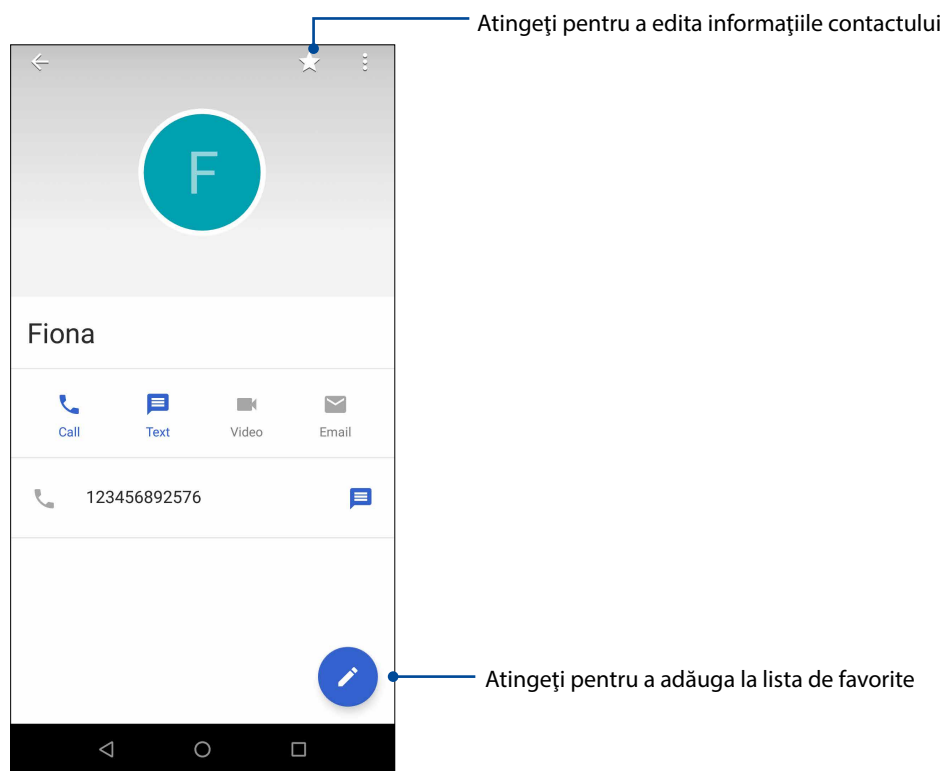 Atingeţi pentru a edita informaţiile contactului
F
Fiona
Call Text Video Email
123456892576
Atingeţi pentru a adăuga la lista de favorite